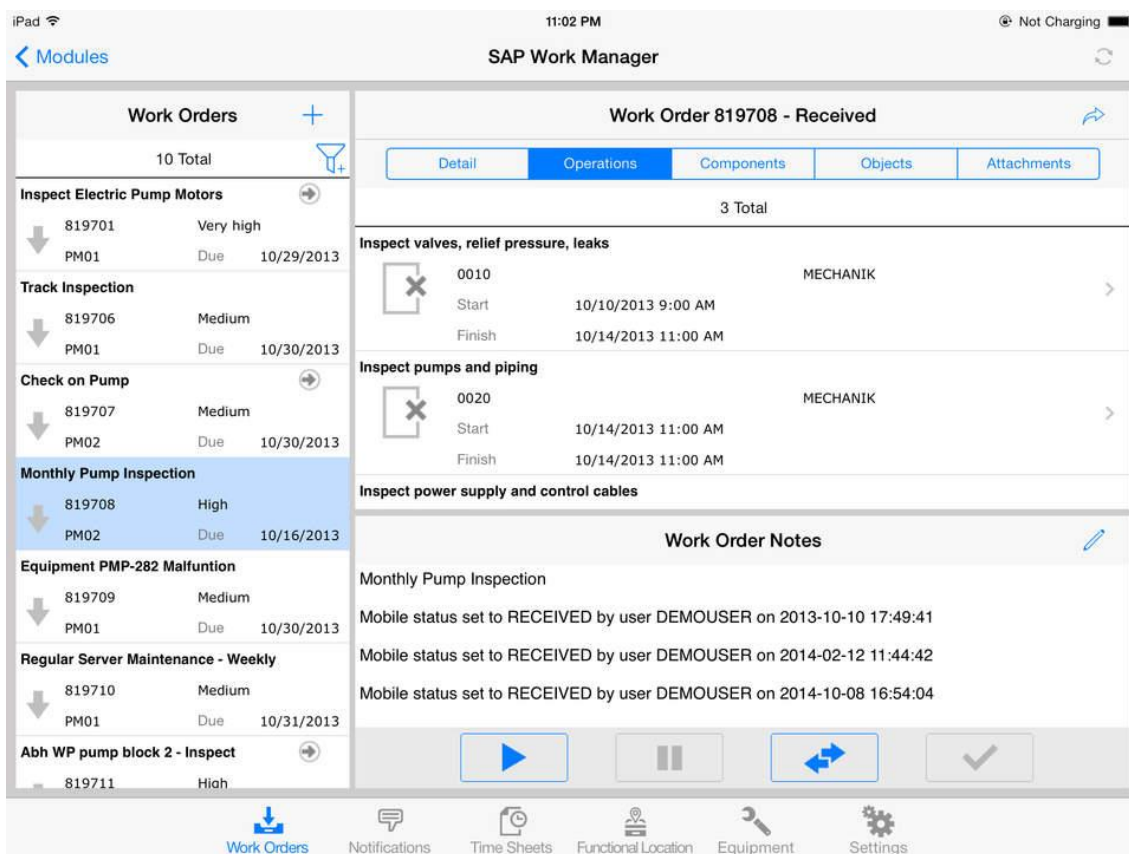 iPad
11:02 PM
Not Charging
Modules
SAP Work Manager
Work Orders
10 Total
Inspect Electric Pump Motors
819701 Very high
PM01 Due 10/29/2013
Track Inspection
819706 Medium
PM01 Due 10/30/2013
Check on Pump
819707 Medium
PM02 Due 10/30/2013
Monthly Pump Inspection
819708 High
PM02 Due 10/16/2013
Equipment PMP-282 Malfuntion
819709 Medium
PM01 Due 10/30/2013
Regular Server Maintenance - Weekly
819710 Medium
PM01 Due 10/31/2013
Abh WP pump block 2 - Inspect
819711 High
Work Order 819708 - Received
Detail Operations Components Objects Attachments
3 Total
Inspect valves, relief pressure, leaks
0010 MECHANIK
Start 10/10/2013 9:00 AM
Finish 10/14/2013 11:00 AM
Inspect pumps and piping
0020 MECHANIK
Start 10/14/2013 11:00 AM
Finish 10/14/2013 11:00 AM
Inspect power supply and control cables
Work Order Notes
Monthly Pump Inspection
Mobile status set to RECEIVED by user DEMOUSER on 2013-10-10 17:49:41
Mobile status set to RECEIVED by user DEMOUSER on 2014-02-12 11:44:42
Mobile status set to RECEIVED by user DEMOUSER on 2014-10-08 16:54:04
Work Orders Notifications Time Sheets Functional Location Equipment Settings